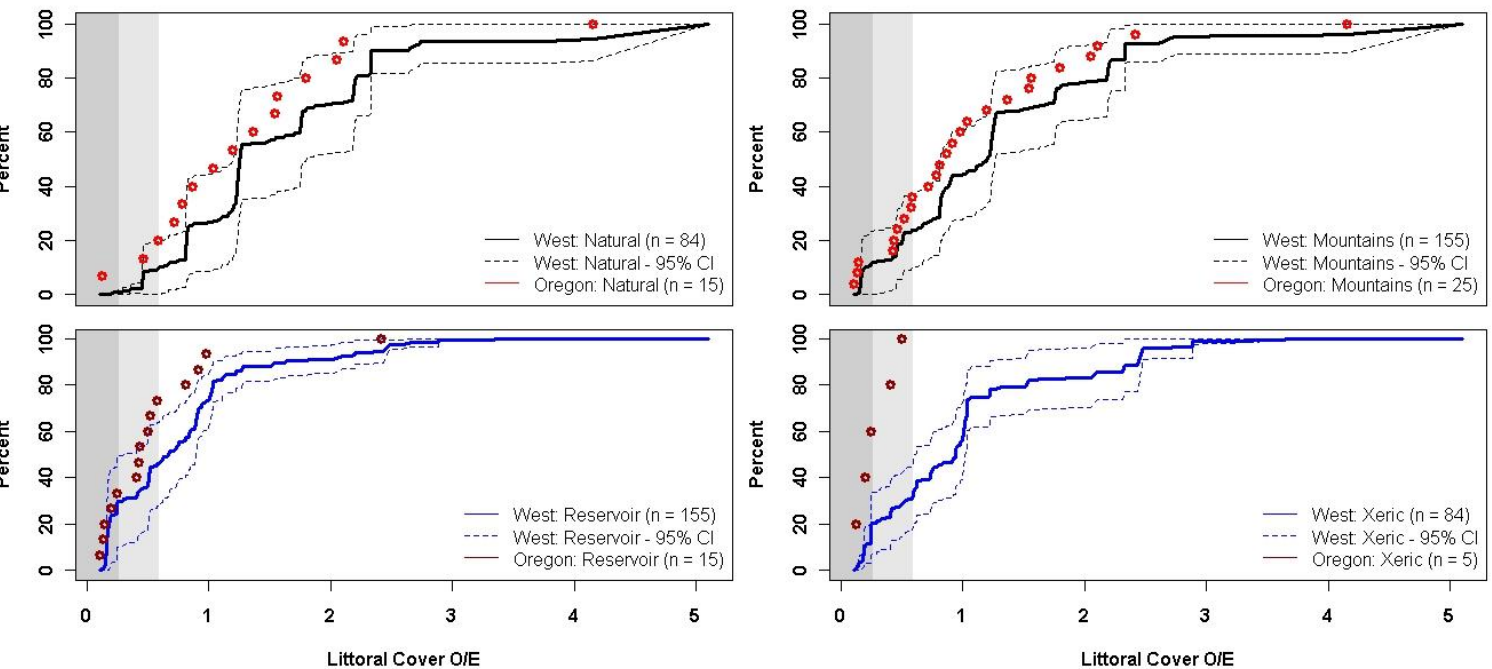 Percent
0 20 40 60 80 100
West: Natural (n = 84)
West: Natural - 95% CI
Oregon: Natural (n = 15)
Percent
0 20 40 60 80 100
West: Mountains (n = 155)
West: Mountains - 95% CI
Oregon: Mountains (n = 25)
Percent
0 20 40 60 80 100
West: Reservoir (n = 155)
West: Reservoir - 95% CI
Oregon: Reservoir (n = 15)
0 1 2 3 4 5
Littoral Cover O/E
Percent
0 20 40 60 80 100
West: Xeric (n = 84)
West: Xeric - 95% CI
Oregon: Xeric (n = 5)
0 1 2 3 4 5
Littoral Cover O/E